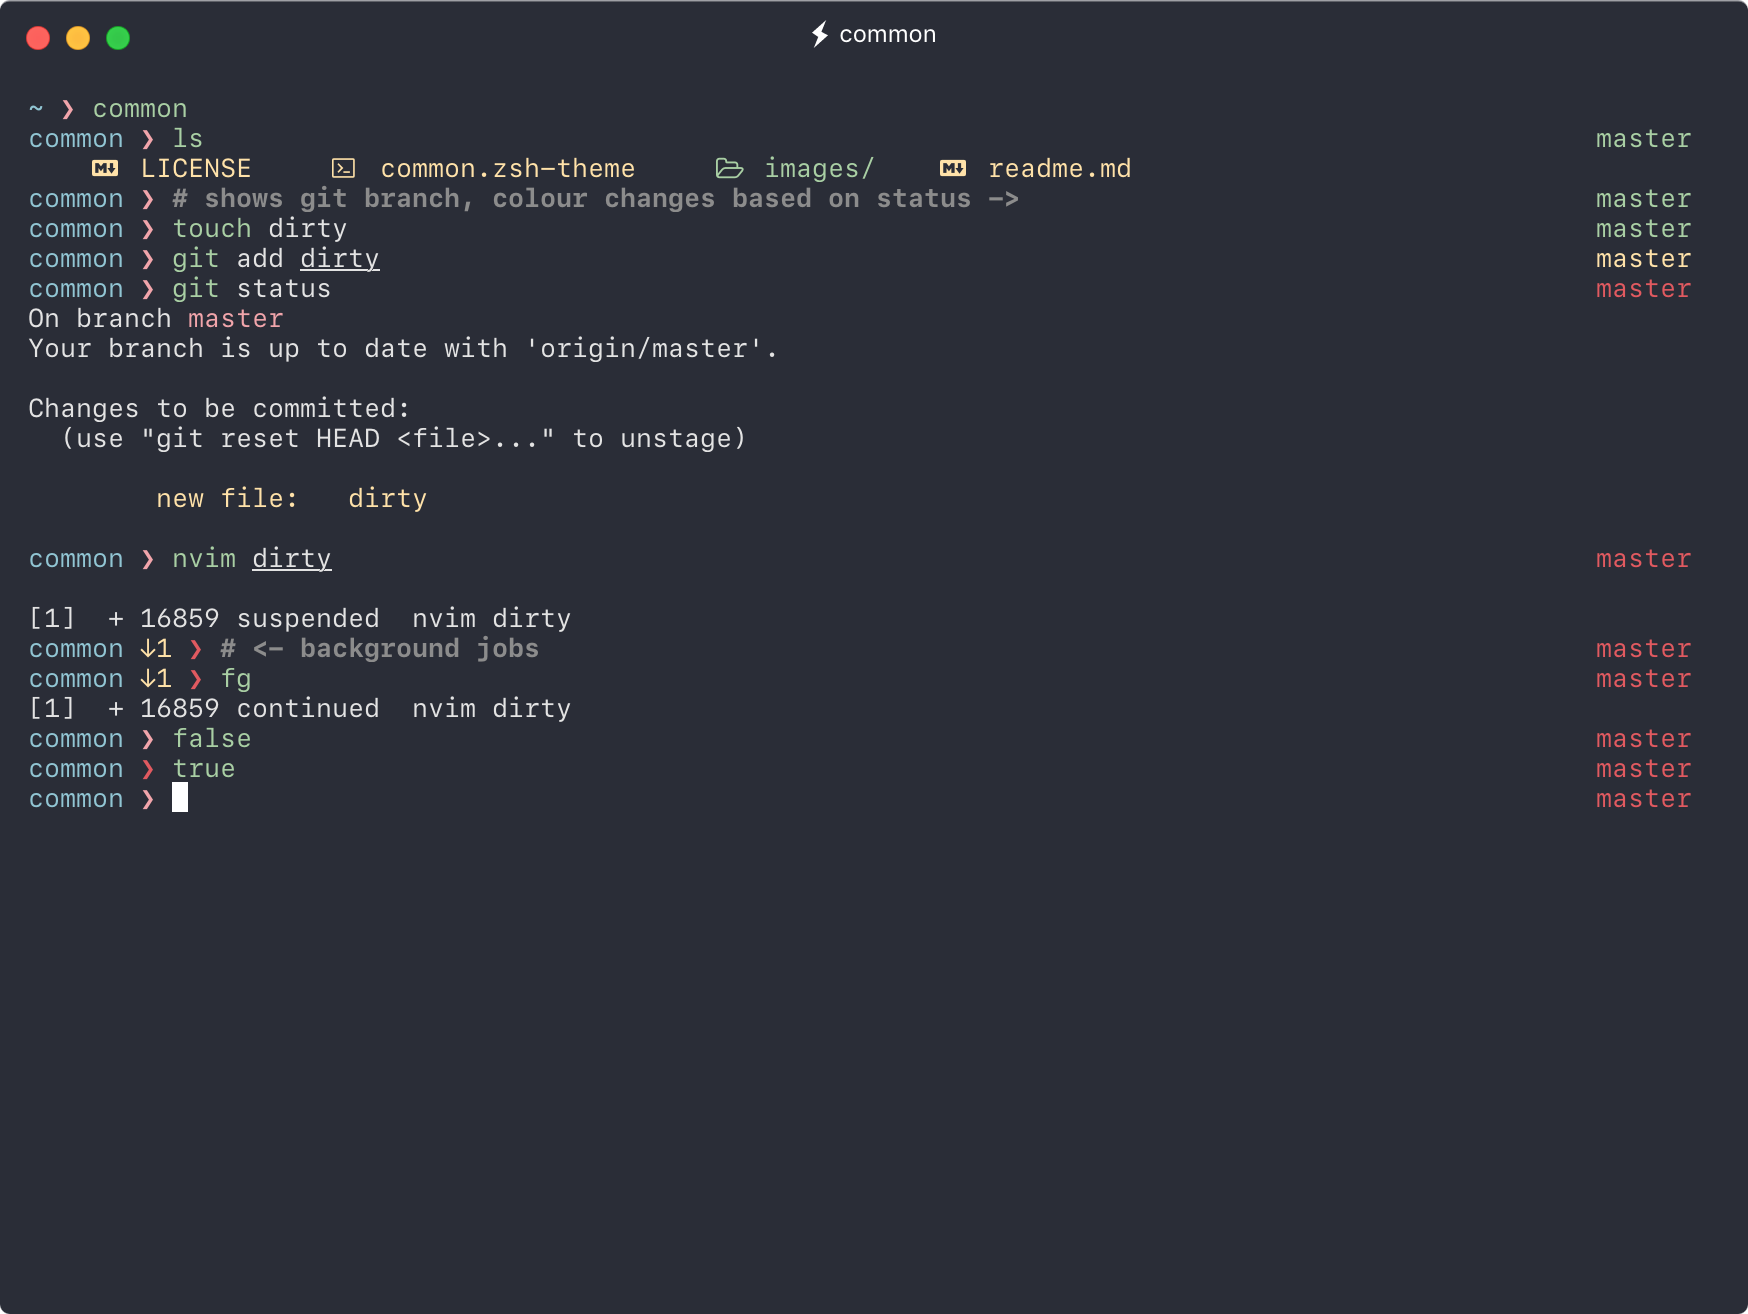 common
~ ❯ common
common ❯ ls master
LICENSE common.zsh-theme images/ readme.md
common ❯ # shows git branch, colour changes based on status -> master
common ❯ touch dirty master
common ❯ git add dirty master
common ❯ git status master
On branch master
Your branch is up to date with 'origin/master'.
Changes to be committed:
(use "git reset HEAD <file>..." to unstage)
new file: dirty
common ❯ nvim dirty master
[1] + 16859 suspended nvim dirty
common ↓1 ❯ # <- background jobs master
common ↓1 ❯ fg master
[1] + 16859 continued nvim dirty
common ❯ false master
common ❯ true master
common ❯ master